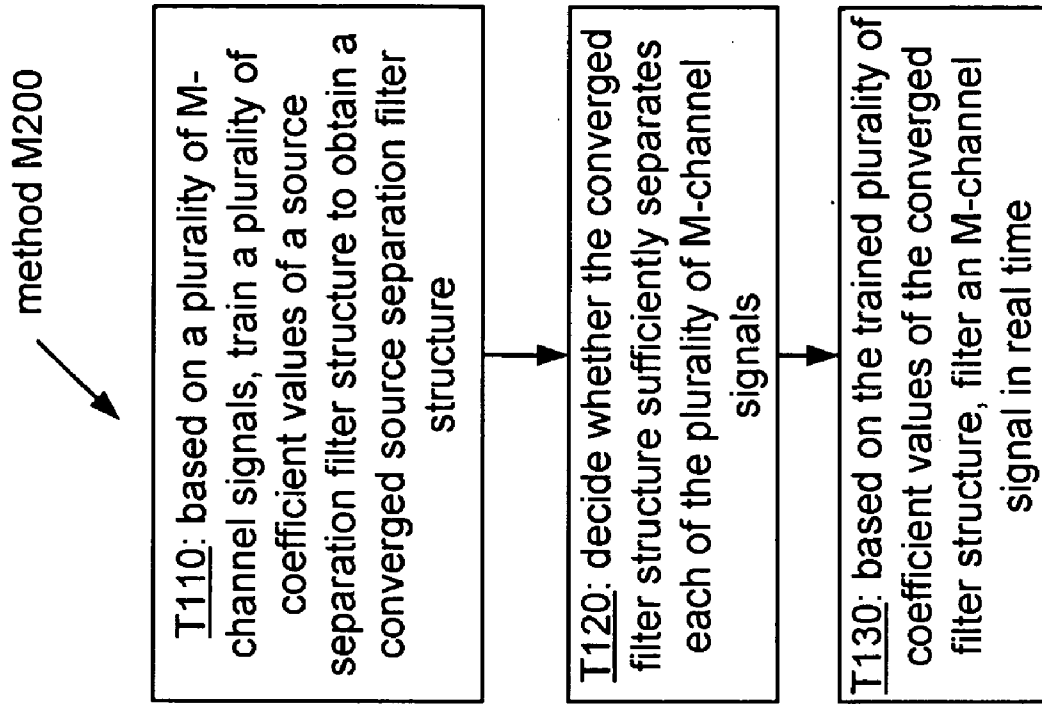 method M200
T110: based on a plurality of M-
channel signals, train a plurality of
coefficient values of a source
separation filter structure to obtain a
converged source separation filter
structure
T120: decide whether the converged
filter structure sufficiently separates
each of the plurality of M-channel
signals
T130: based on the trained plurality of
coefficient values of the converged
filter structure, filter an M-channel
signal in real time